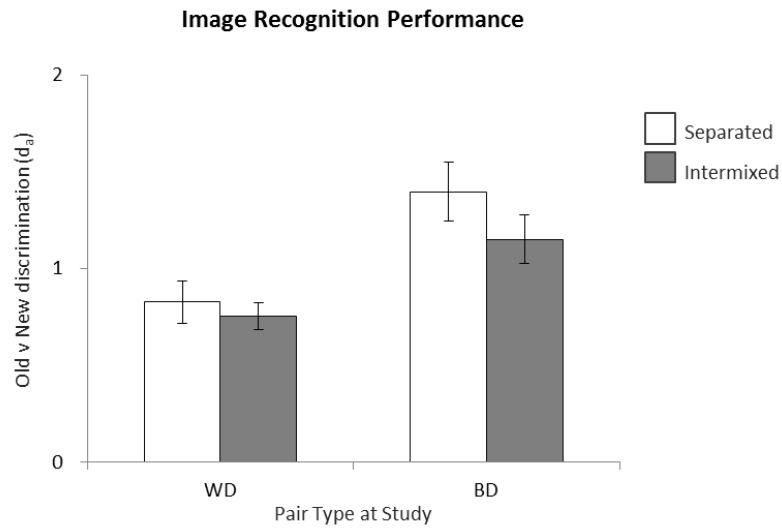 Image Recognition Performance
2
1
0
Old v New discrimination (dₐ)
Separated
Intermixed
WD
BD
Pair Type at Study